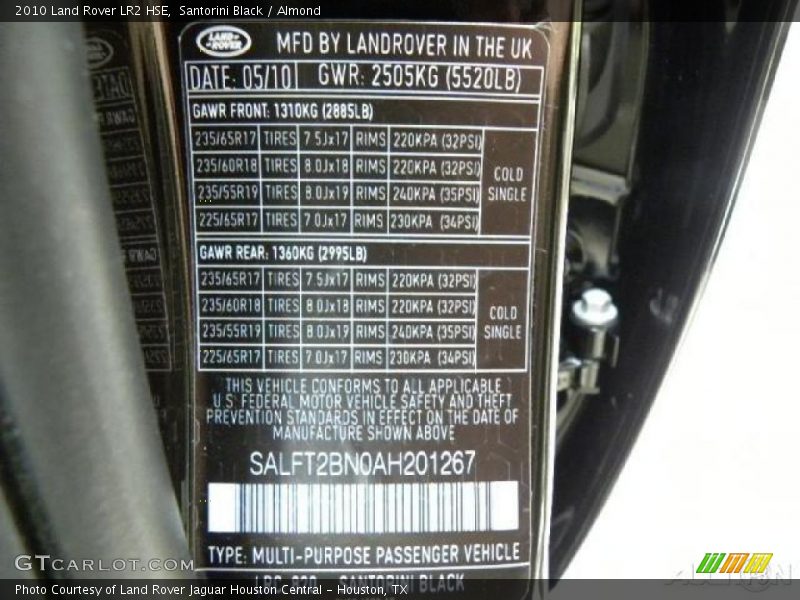 2010 Land Rover LR2 HSE, Santorini Black / Almond
LAND ROVER MFD BY LANDROVER IN THE UK
DATE: 05/10 GWR: 2505KG (5520LB)
GAWR FRONT: 1310KG (2885LB)
235/65R17 TIRES 7.5Jx17 RIMS 220KPA (32PSI)
235/60R18 TIRES 8.0Jx18 RIMS 220KPA (32PSI)
235/55R19 TIRES 8.0Jx19 RIMS 240KPA (35PSI)
225/65R17 TIRES 7.0Jx17 RIMS 230KPA (34PSI)
COLD
SINGLE
GAWR REAR: 1360KG (2995LB)
235/65R17 TIRES 7.5Jx17 RIMS 220KPA (32PSI)
235/60R18 TIRES 8.0Jx18 RIMS 220KPA (32PSI)
235/55R19 TIRES 8.0Jx19 RIMS 240KPA (35PSI)
225/65R17 TIRES 7.0Jx17 RIMS 230KPA (34PSI)
COLD
SINGLE
THIS VEHICLE CONFORMS TO ALL APPLICABLE
U.S. FEDERAL MOTOR VEHICLE SAFETY AND THEFT
PREVENTION STANDARDS IN EFFECT ON THE DATE OF
MANUFACTURE SHOWN ABOVE
SALFT2BN0AH201267
TYPE: MULTI-PURPOSE PASSENGER VEHICLE
SANTORINI BLACK
GTCARLOT.COM
Photo Courtesy of Land Rover Jaguar Houston Central - Houston, TX